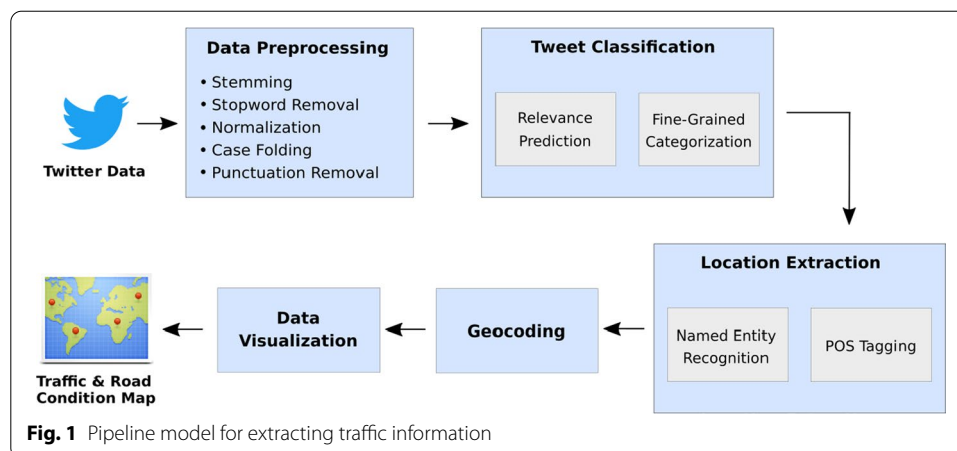 Data Preprocessing
• Stemming
• Stopword Removal
• Normalization
• Case Folding
• Punctuation Removal
Twitter Data
Tweet Classification
Relevance
Prediction
Fine-Grained
Categorization
Location Extraction
Named Entity
Recognition
POS Tagging
Geocoding
Data
Visualization
Traffic & Road
Condition Map
Fig. 1 Pipeline model for extracting traffic information